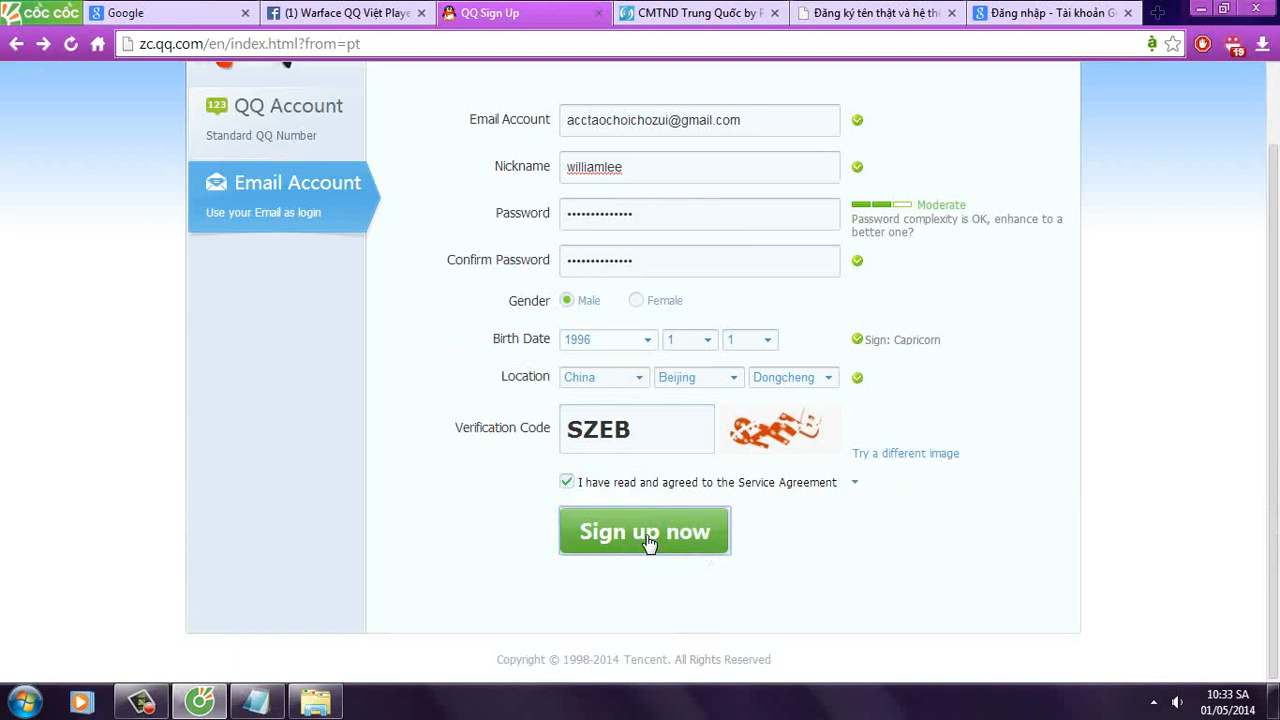 cốc cốc
Google
(1) Warface QQ Việt Playe
QQ Sign Up
CMTND Trung Quốc by F
Đăng ký tên thật và hệ thố
Đăng nhập - Tài khoản G
zc.qq.com/en/index.html?from=pt
19
123 QQ Account
Standard QQ Number
Email Account
Use your Email as login
Email Account acctaochoichozui@gmail.com
Nickname williamlee
Password •••••••••••••• Moderate
Password complexity is OK, enhance to a
better one?
Confirm Password ••••••••••••••
Gender Male Female
Birth Date 1996 1 1 Sign: Capricorn
Location China Beijing Dongcheng
Verification Code SZEB
Try a different image
I have read and agreed to the Service Agreement
Sign up now
Copyright © 1998-2014 Tencent. All Rights Reserved
10:33 SA
01/05/2014